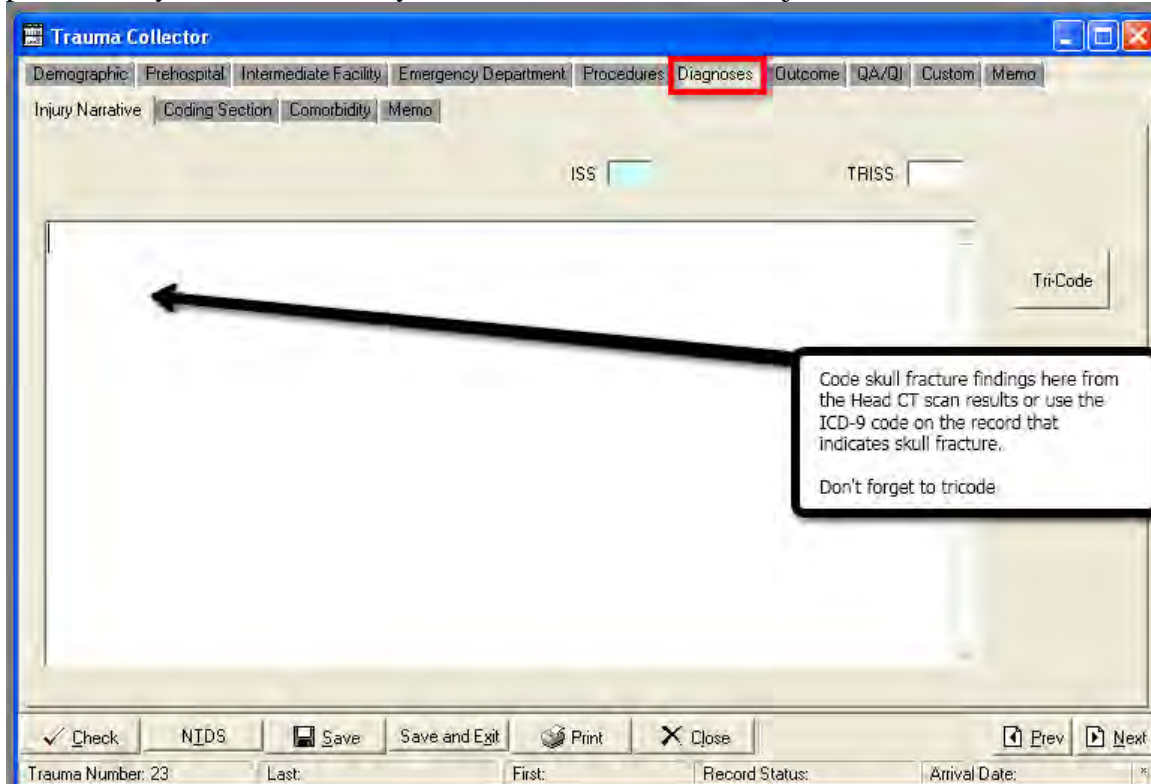 Trauma Collector
Demographic Prehospital Intermediate Facility Emergency Department Procedures Diagnoses Outcome QA/QI Custom Memo
Injury Narrative Coding Section Comorbidity Memo
ISS TRISS
Tri-Code
Code skull fracture findings here from
the Head CT scan results or use the
ICD-9 code on the record that
indicates skull fracture.
Don't forget to tricode
Check NTDS Save Save and Exit Print Close Prev Next
Trauma Number: 23 Last: First: Record Status: Arrival Date: